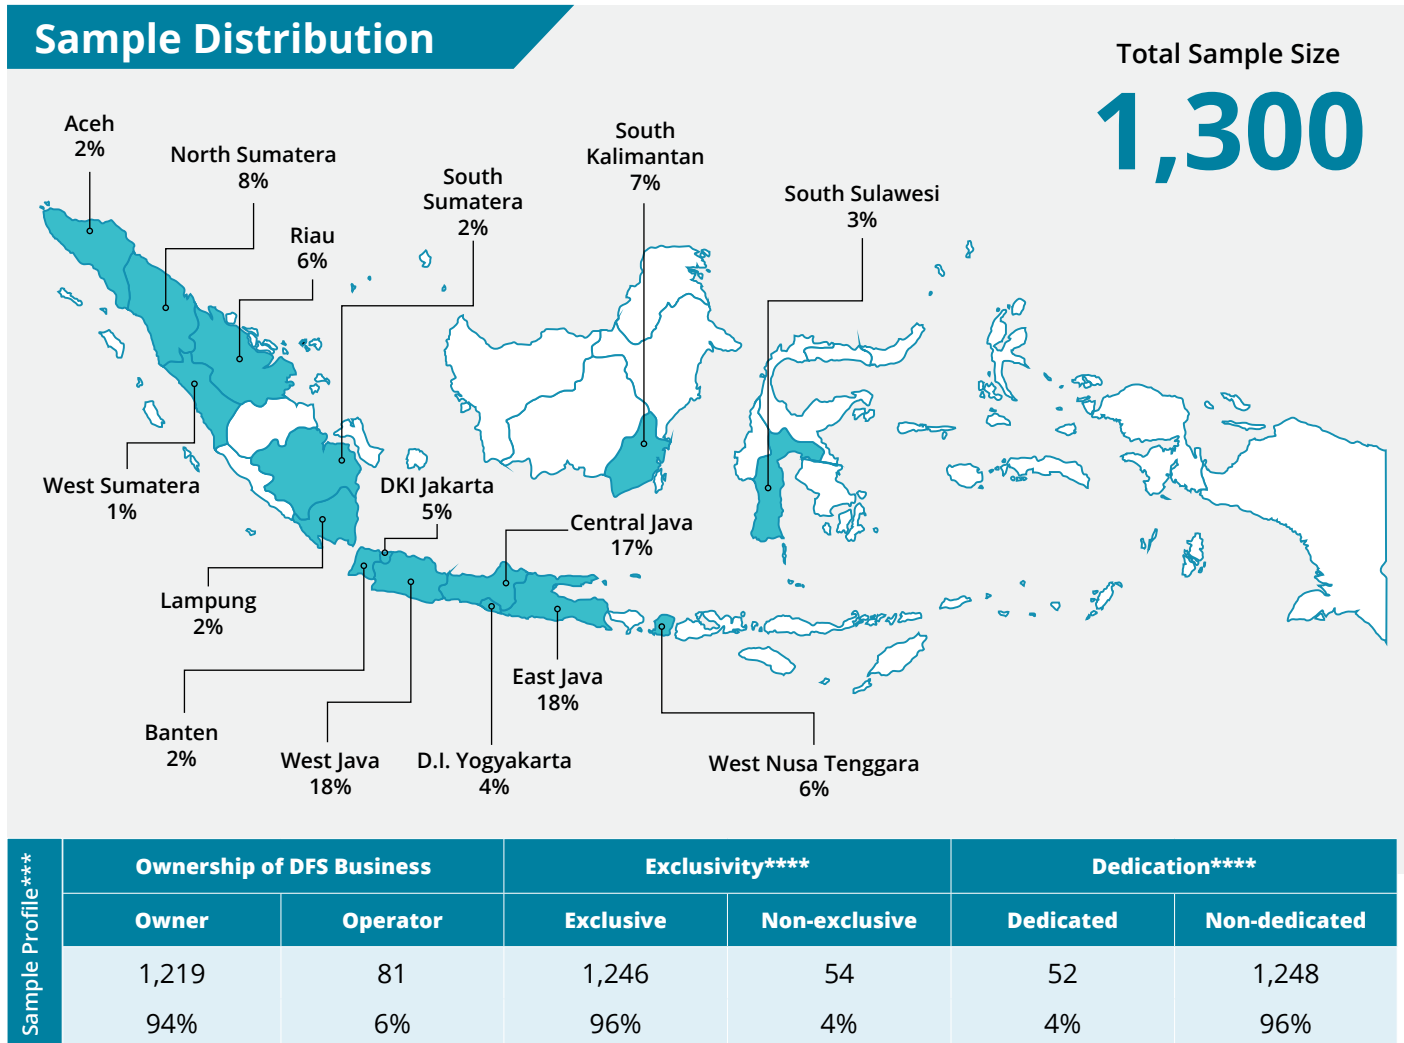 Sample Distribution
Total Sample Size
1,300
Aceh
2%
North Sumatera
8%
Riau
6%
South
Sumatera
2%
South
Kalimantan
7%
South Sulawesi
3%
West Sumatera
1%
DKI Jakarta
5%
Central Java
17%
Lampung
2%
East Java
18%
Banten
2%
West Java
18%
D.I. Yogyakarta
4%
West Nusa Tenggara
6%
Sample Profile***
Ownership of DFS Business Exclusivity**** Dedication****
Owner Operator Exclusive Non-exclusive Dedicated Non-dedicated
1,219 81 1,246 54 52 1,248
94% 6% 96% 4% 4% 96%